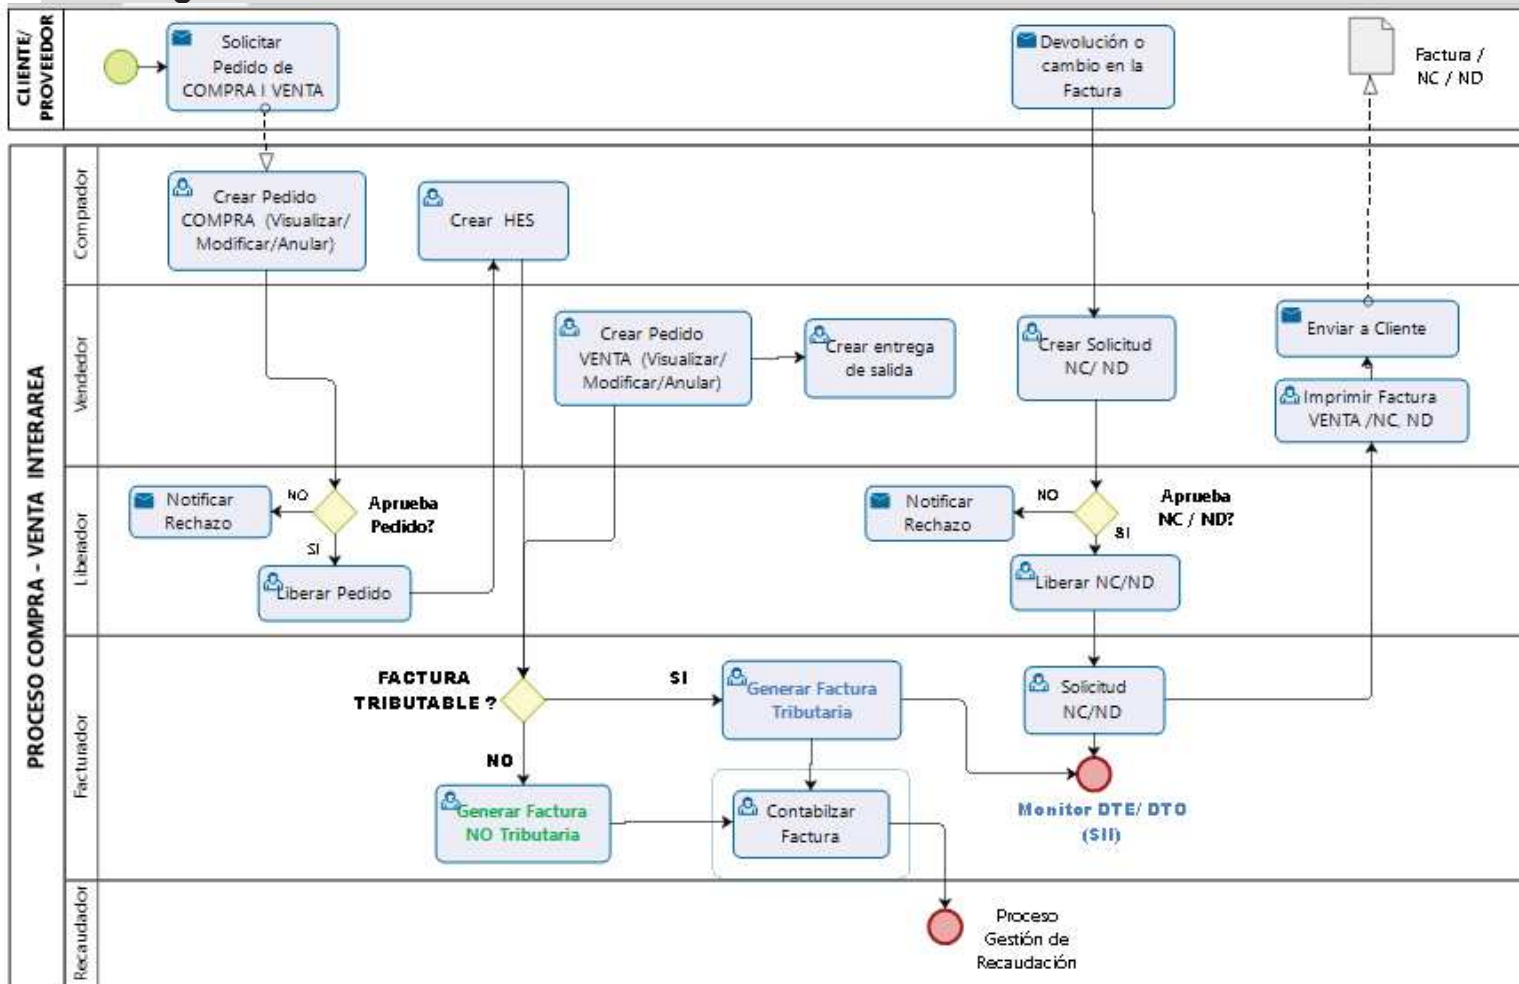 CLIENTE/
PROVEEDOR
Solicitar
Pedido de
COMPRA I VENTA
Devolución o
cambio en la
Factura
Factura /
NC / ND
PROCESO COMPRA - VENTA INTERAREA
Comprador
Crear Pedido
COMPRA (Visualizar/
Modificar/Anular)
Crear HES
Vendedor
Crear Pedido
VENTA (Visualizar/
Modificar/Anular)
Crear entrega
de salida
Crear Solicitud
NC/ ND
Enviar a Cliente
Imprimir Factura
VENTA /NC, ND
Liberador
Notificar
Rechazo
NO
Aprueba
Pedido?
SI
Liberar Pedido
Notificar
Rechazo
NO
Aprueba
NC / ND?
SI
Liberar NC/ND
Facturador
FACTURA
TRIBUTABLE ?
SI
Generar Factura
Tributaria
Solicitud
NC/ND
NO
Generar Factura
NO Tributaria
Contabilzar
Factura
Monitor DTE/ DTO
(SII)
Recaudador
Proceso
Gestión de
Recaudación